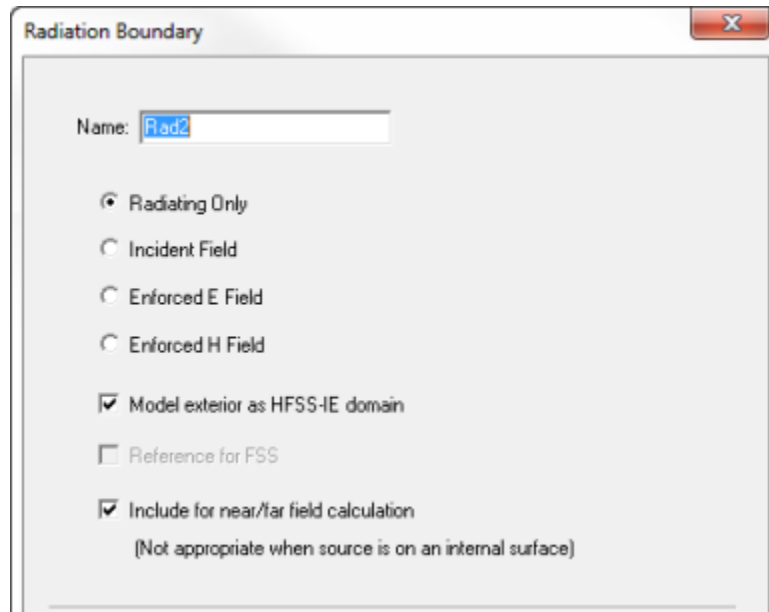 Radiation Boundary
Name: Rad2
Radiating Only
Incident Field
Enforced E Field
Enforced H Field
Model exterior as HFSS-IE domain
Reference for FSS
Include for near/far field calculation
(Not appropriate when source is on an internal surface)